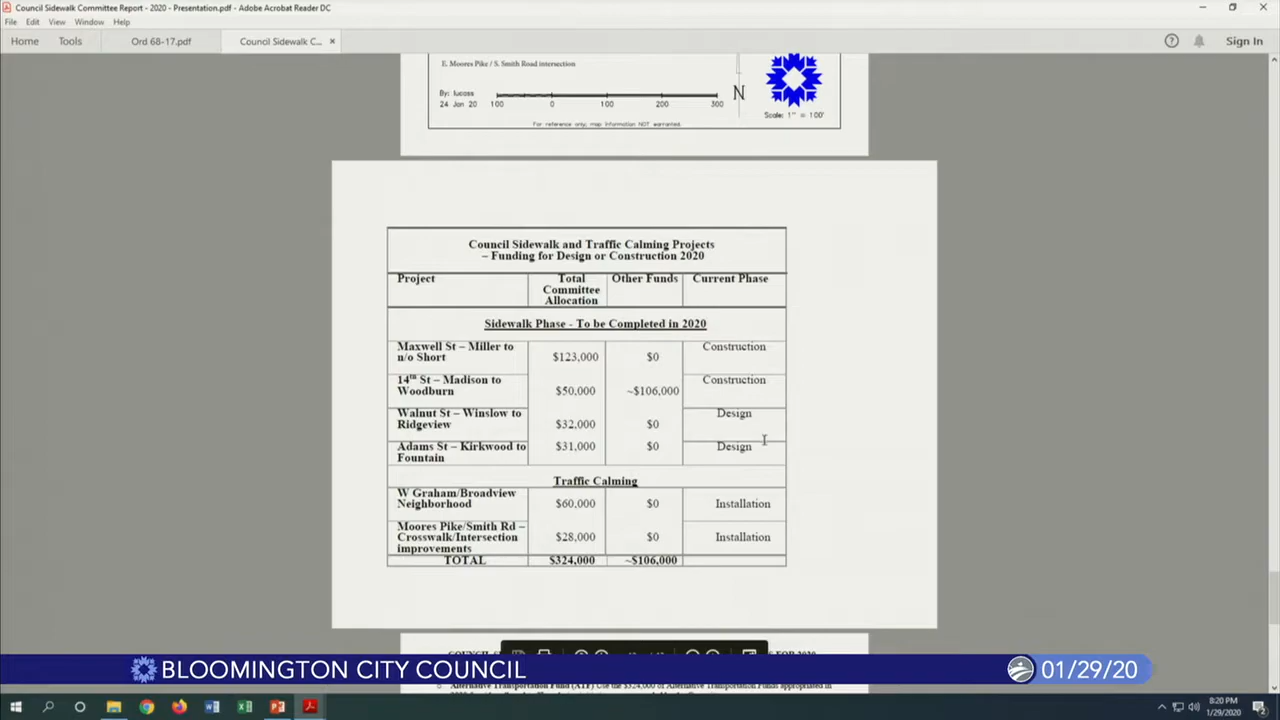 Council Sidewalk Committee Report - 2020 - Presentation.pdf - Adobe Acrobat Reader DC
File Edit View Window Help
Home Tools Ord 68-17.pdf Council Sidewalk C... × Sign In
E. Moores Pike / S. Smith Road intersection
By: lucass
24 Jan 20 100 0 100 200 300 N
Scale: 1" = 100'
For reference only; map information NOT warranted.
Council Sidewalk and Traffic Calming Projects
– Funding for Design or Construction 2020
Project Total Committee Allocation Other Funds Current Phase
Sidewalk Phase - To be Completed in 2020
Maxwell St – Miller to n/o Short $123,000 $0 Construction
14th St – Madison to Woodburn $50,000 ~$106,000 Construction
Walnut St – Winslow to Ridgeview $32,000 $0 Design
Adams St – Kirkwood to Fountain $31,000 $0 Design
Traffic Calming
W Graham/Broadview Neighborhood $60,000 $0 Installation
Moores Pike/Smith Rd – Crosswalk/Intersection improvements $28,000 $0 Installation
TOTAL $324,000 ~$106,000
BLOOMINGTON CITY COUNCIL 01/29/20
8:20 PM
1/29/2020